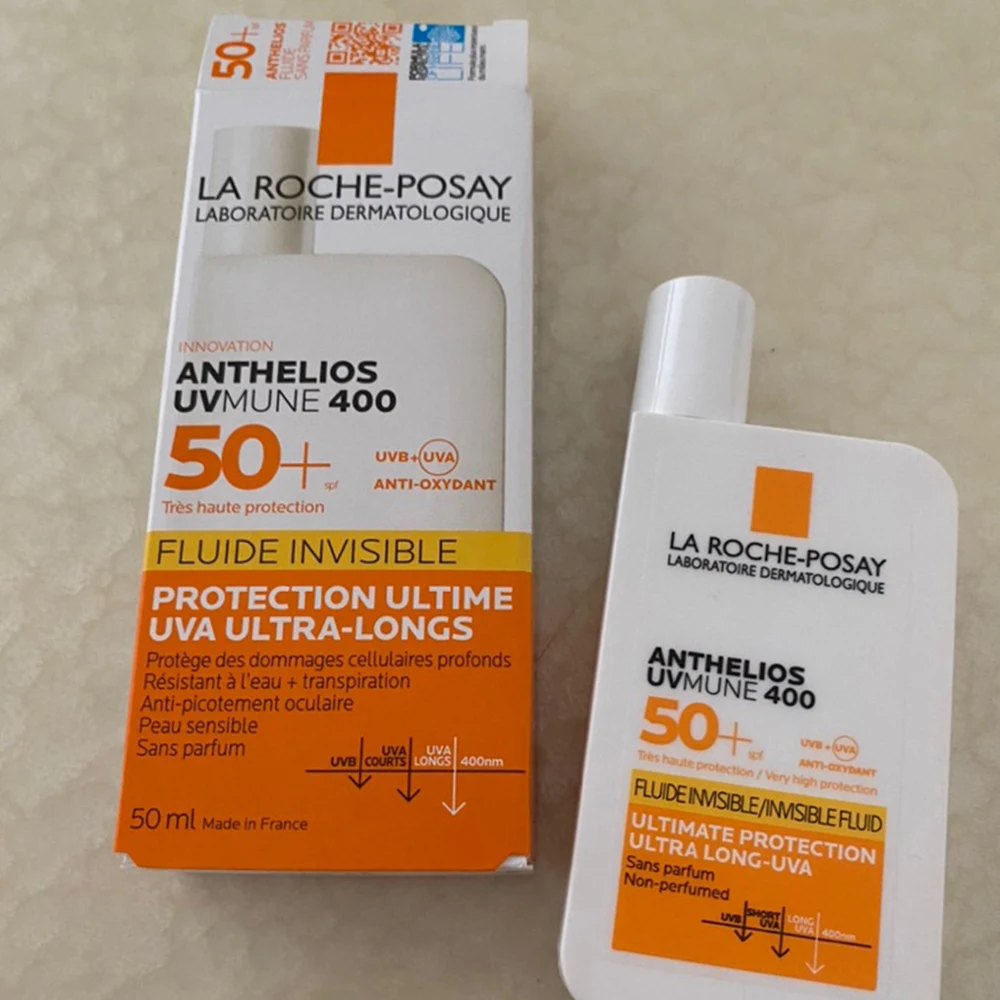 50+ spf
ANTHELIOS
FLUIDE
SANS PARFUM
LA ROCHE-POSAY
LABORATOIRE DERMATOLOGIQUE
INNOVATION
ANTHELIOS
UVMUNE 400
50+ spf
UVB+UVA
ANTI-OXYDANT
Très haute protection
FLUIDE INVISIBLE
PROTECTION ULTIME
UVA ULTRA-LONGS
Protège des dommages cellulaires profonds
Résistant à l'eau + transpiration
Anti-picotement oculaire
Peau sensible
Sans parfum
UVB UVA COURTS UVA LONGS 400nm
50 ml Made in France
LA ROCHE-POSAY
LABORATOIRE DERMATOLOGIQUE
ANTHELIOS
UVMUNE 400
50+ spf
UVB+UVA
ANTI-OXYDANT
Très haute protection / Very high protection
FLUIDE INVISIBLE/INVISIBLE FLUID
ULTIMATE PROTECTION
ULTRA LONG-UVA
Sans parfum
Non-perfumed
UVB SHORT UVA LONG UVA 400nm